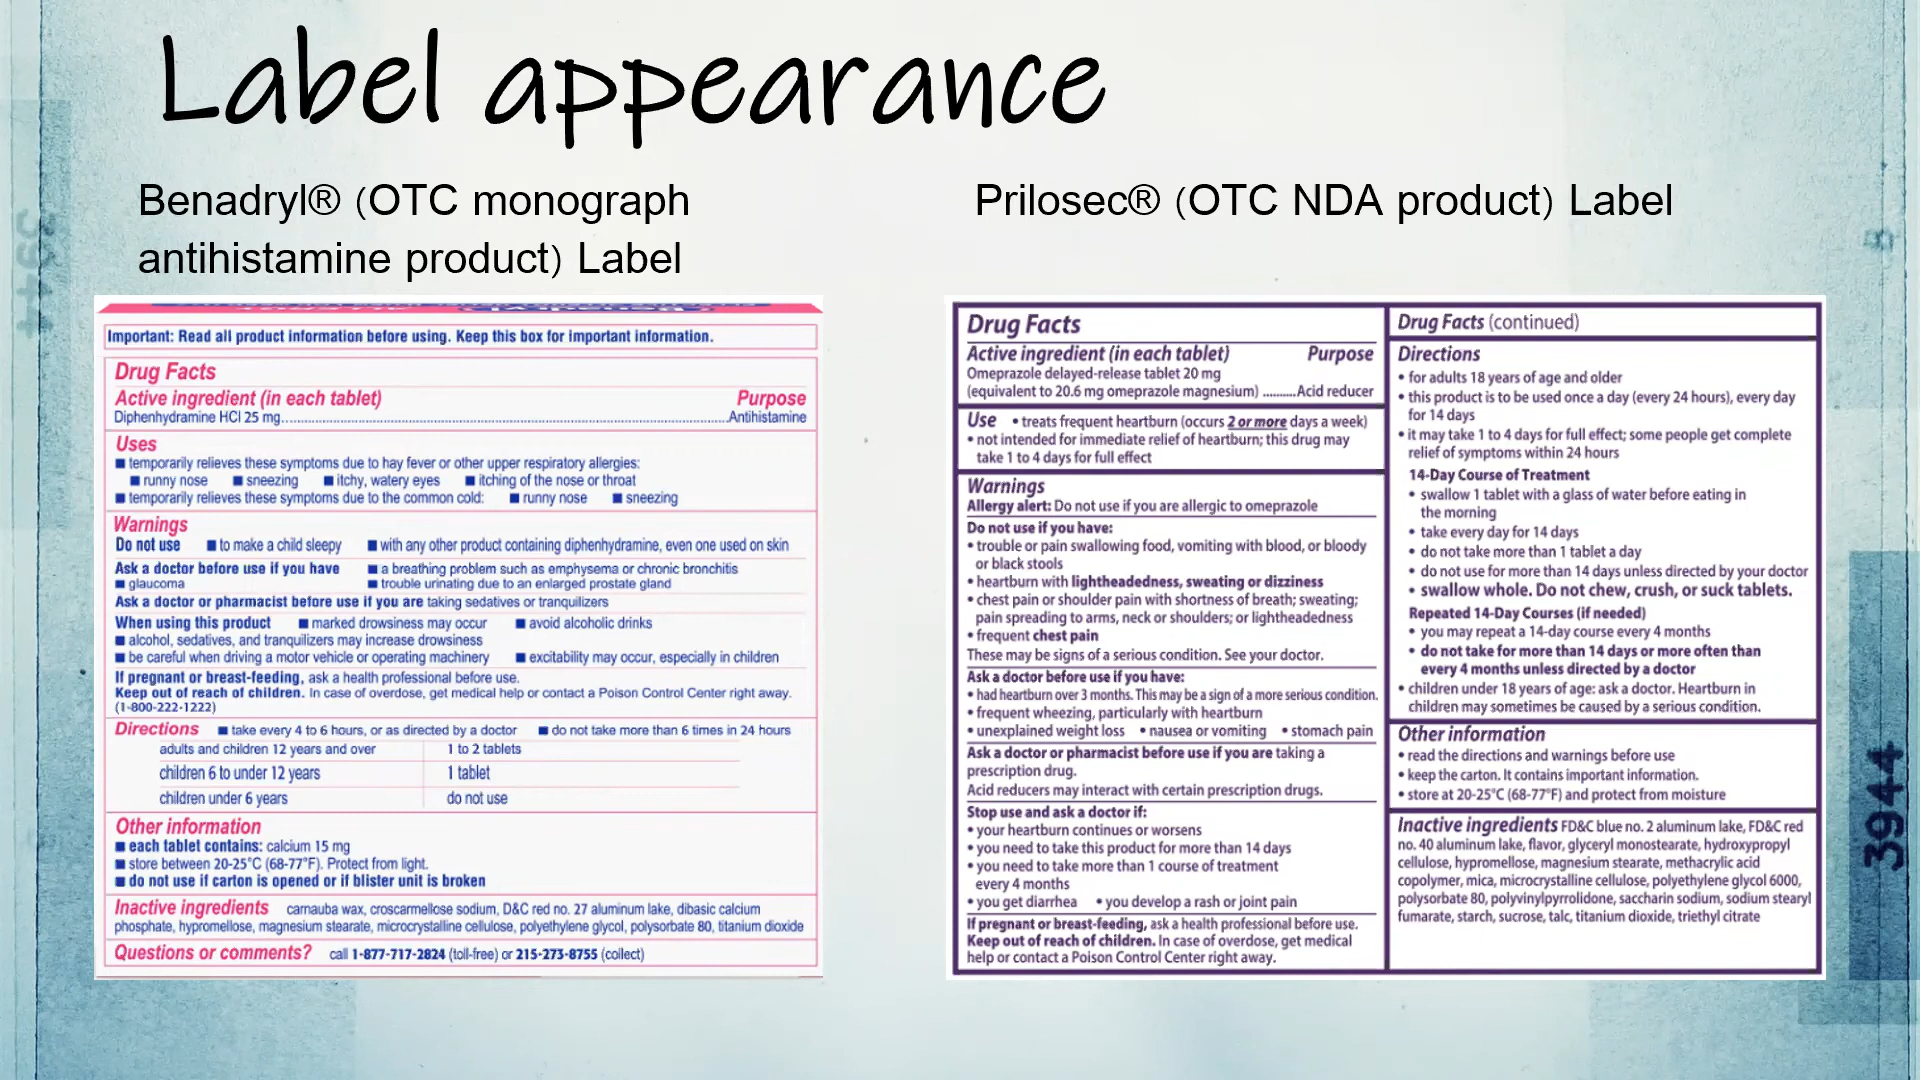 Label appearance
Benadryl® (OTC monograph
antihistamine product) Label
Important: Read all product information before using. Keep this box for important information.
Drug Facts
Active ingredient (in each tablet) Purpose
Diphenhydramine HCl 25 mg........Antihistamine
Uses
■ temporarily relieves these symptoms due to hay fever or other upper respiratory allergies:
■ runny nose ■ sneezing ■ itchy, watery eyes ■ itching of the nose or throat
■ temporarily relieves these symptoms due to the common cold: ■ runny nose ■ sneezing
Warnings
Do not use ■ to make a child sleepy ■ with any other product containing diphenhydramine, even one used on skin
Ask a doctor before use if you have ■ a breathing problem such as emphysema or chronic bronchitis
■ glaucoma ■ trouble urinating due to an enlarged prostate gland
Ask a doctor or pharmacist before use if you are taking sedatives or tranquilizers
When using this product ■ marked drowsiness may occur ■ avoid alcoholic drinks
■ alcohol, sedatives, and tranquilizers may increase drowsiness
■ be careful when driving a motor vehicle or operating machinery ■ excitability may occur, especially in children
If pregnant or breast-feeding, ask a health professional before use.
Keep out of reach of children. In case of overdose, get medical help or contact a Poison Control Center right away.
(1-800-222-1222)
Directions ■ take every 4 to 6 hours, or as directed by a doctor ■ do not take more than 6 times in 24 hours
adults and children 12 years and over 1 to 2 tablets
children 6 to under 12 years 1 tablet
children under 6 years do not use
Other information
■ each tablet contains: calcium 15 mg
■ store between 20-25°C (68-77°F). Protect from light.
■ do not use if carton is opened or if blister unit is broken
Inactive ingredients carnauba wax, croscarmellose sodium, D&C red no. 27 aluminum lake, dibasic calcium
phosphate, hypromellose, magnesium stearate, microcrystalline cellulose, polyethylene glycol, polysorbate 80, titanium dioxide
Questions or comments? call 1-877-717-2824 (toll-free) or 215-273-8755 (collect)
Prilosec® (OTC NDA product) Label
Drug Facts
Active ingredient (in each tablet) Purpose
Omeprazole delayed-release tablet 20 mg
(equivalent to 20.6 mg omeprazole magnesium) ..........Acid reducer
Use • treats frequent heartburn (occurs 2 or more days a week)
• not intended for immediate relief of heartburn; this drug may
take 1 to 4 days for full effect
Warnings
Allergy alert: Do not use if you are allergic to omeprazole
Do not use if you have:
• trouble or pain swallowing food, vomiting with blood, or bloody
or black stools
• heartburn with lightheadedness, sweating or dizziness
• chest pain or shoulder pain with shortness of breath; sweating;
pain spreading to arms, neck or shoulders; or lightheadedness
• frequent chest pain
These may be signs of a serious condition. See your doctor.
Ask a doctor before use if you have:
• had heartburn over 3 months. This may be a sign of a more serious condition.
• frequent wheezing, particularly with heartburn
• unexplained weight loss • nausea or vomiting • stomach pain
Ask a doctor or pharmacist before use if you are taking a
prescription drug.
Acid reducers may interact with certain prescription drugs.
Stop use and ask a doctor if:
• your heartburn continues or worsens
• you need to take this product for more than 14 days
• you need to take more than 1 course of treatment
every 4 months
• you get diarrhea • you develop a rash or joint pain
If pregnant or breast-feeding, ask a health professional before use.
Keep out of reach of children. In case of overdose, get medical
help or contact a Poison Control Center right away.
Drug Facts (continued)
Directions
• for adults 18 years of age and older
• this product is to be used once a day (every 24 hours), every day
for 14 days
• it may take 1 to 4 days for full effect; some people get complete
relief of symptoms within 24 hours
14-Day Course of Treatment
• swallow 1 tablet with a glass of water before eating in
the morning
• take every day for 14 days
• do not take more than 1 tablet a day
• do not use for more than 14 days unless directed by your doctor
• swallow whole. Do not chew, crush, or suck tablets.
Repeated 14-Day Courses (if needed)
• you may repeat a 14-day course every 4 months
• do not take for more than 14 days or more often than
every 4 months unless directed by a doctor
• children under 18 years of age: ask a doctor. Heartburn in
children may sometimes be caused by a serious condition.
Other information
• read the directions and warnings before use
• keep the carton. It contains important information.
• store at 20-25°C (68-77°F) and protect from moisture
Inactive ingredients FD&C blue no. 2 aluminum lake, FD&C red
no. 40 aluminum lake, flavor, glyceryl monostearate, hydroxypropyl
cellulose, hypromellose, magnesium stearate, methacrylic acid
copolymer, mica, microcrystalline cellulose, polyethylene glycol 6000,
polysorbate 80, polyvinylpyrrolidone, saccharin sodium, sodium stearyl
fumarate, starch, sucrose, talc, titanium dioxide, triethyl citrate
3944